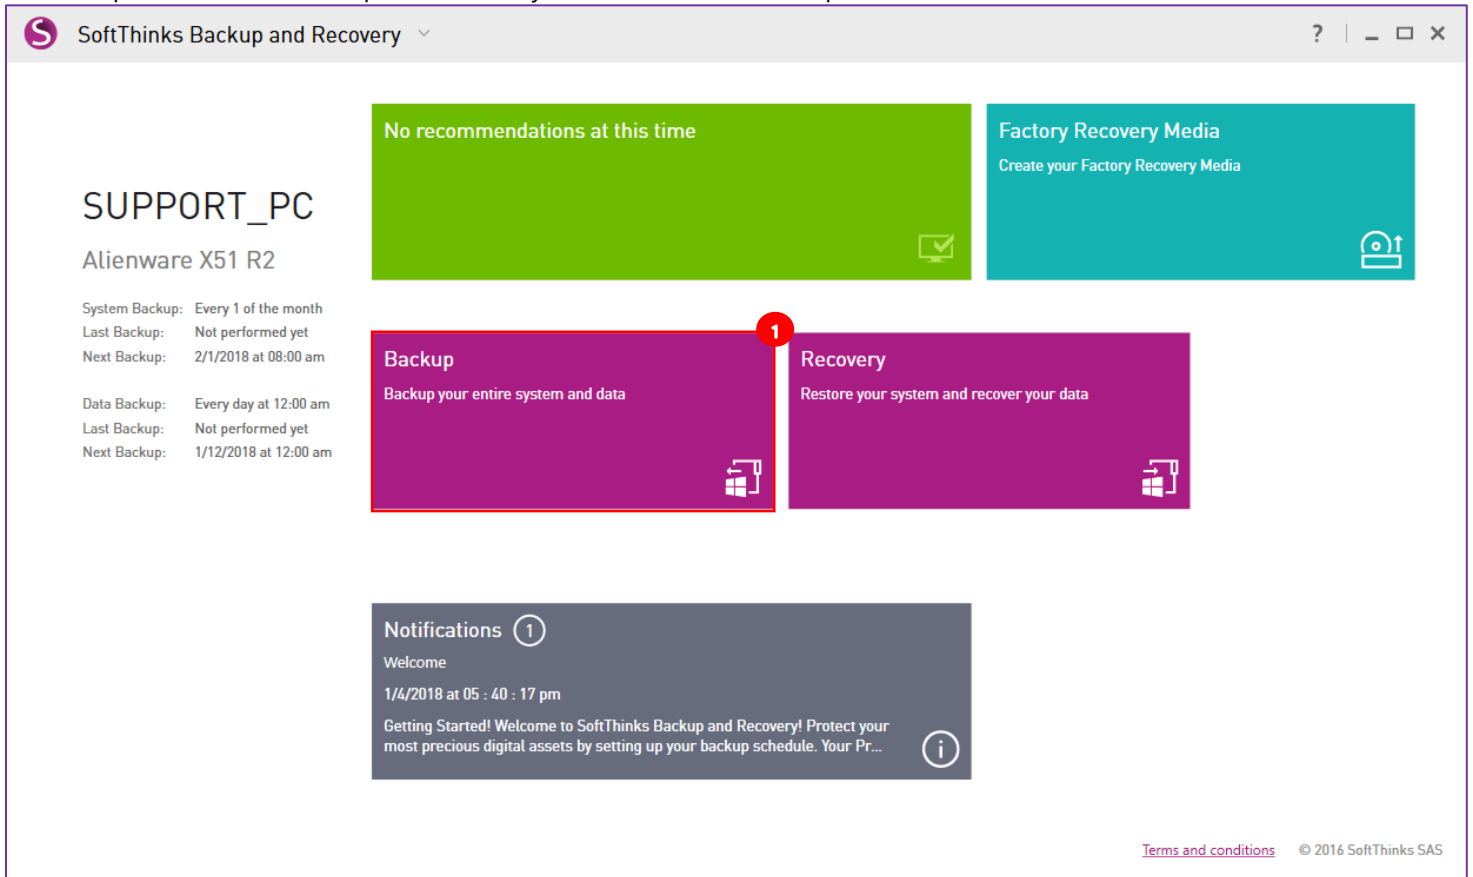 SoftThinks Backup and Recovery
?
No recommendations at this time
Factory Recovery Media
Create your Factory Recovery Media
SUPPORT_PC
Alienware X51 R2
System Backup: Every 1 of the month
Last Backup: Not performed yet
Next Backup: 2/1/2018 at 08:00 am
Data Backup: Every day at 12:00 am
Last Backup: Not performed yet
Next Backup: 1/12/2018 at 12:00 am
1
Backup
Backup your entire system and data
Recovery
Restore your system and recover your data
Notifications 1
Welcome
1/4/2018 at 05 : 40 : 17 pm
Getting Started! Welcome to SoftThinks Backup and Recovery! Protect your
most precious digital assets by setting up your backup schedule. Your Pr...
Terms and conditions © 2016 SoftThinks SAS